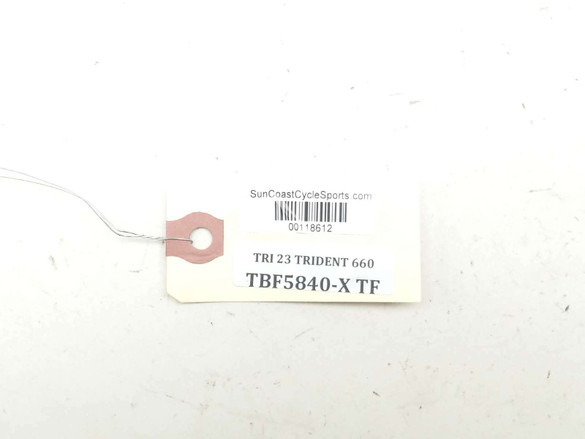 SunCoastCycleSports.com
00118612
TRI 23 TRIDENT 660
TBF5840-X TF